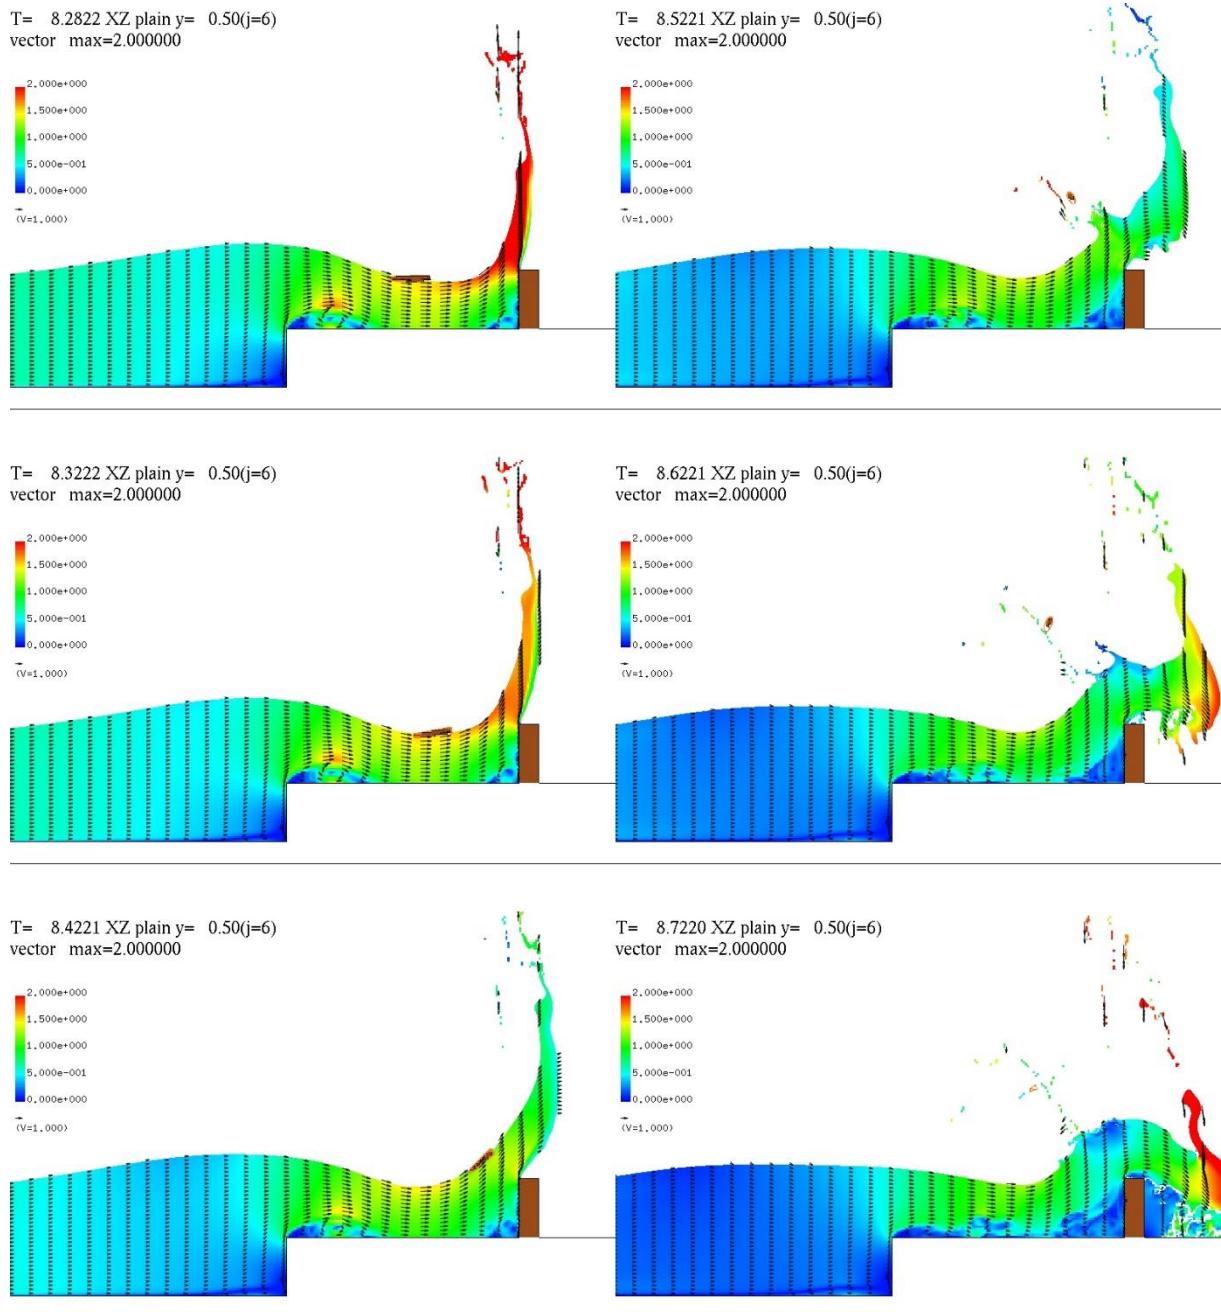 T= 8.2822 XZ plain y= 0.50(j=6)
vector max=2.000000
2.000e+000
1.500e+000
1.000e+000
5.000e-001
0.000e+000
(V=1.000)
T= 8.5221 XZ plain y= 0.50(j=6)
vector max=2.000000
2.000e+000
1.500e+000
1.000e+000
5.000e-001
0.000e+000
(V=1.000)
T= 8.3222 XZ plain y= 0.50(j=6)
vector max=2.000000
2.000e+000
1.500e+000
1.000e+000
5.000e-001
0.000e+000
(V=1.000)
T= 8.6221 XZ plain y= 0.50(j=6)
vector max=2.000000
2.000e+000
1.500e+000
1.000e+000
5.000e-001
0.000e+000
(V=1.000)
T= 8.4221 XZ plain y= 0.50(j=6)
vector max=2.000000
2.000e+000
1.500e+000
1.000e+000
5.000e-001
0.000e+000
(V=1.000)
T= 8.7220 XZ plain y= 0.50(j=6)
vector max=2.000000
2.000e+000
1.500e+000
1.000e+000
5.000e-001
0.000e+000
(V=1.000)